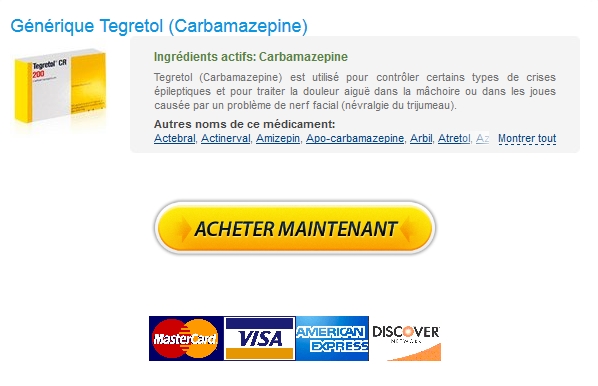 Générique Tegretol (Carbamazepine)
Tegretol CR
200
Ingrédients actifs: Carbamazepine
Tegretol (Carbamazepine) est utilisé pour contrôler certains types de crises
épileptiques et pour traiter la douleur aiguë dans la mâchoire ou dans les joues
causée par un problème de nerf facial (névralgie du trijumeau).
Autres noms de ce médicament:
Actebral, Actinerval, Amizepin, Apo-carbamazepine, Arbil, Atretol, Az Montrer tout
ACHETER MAINTENANT
MasterCard VISA AMERICAN EXPRESS DISCOVER NETWORK